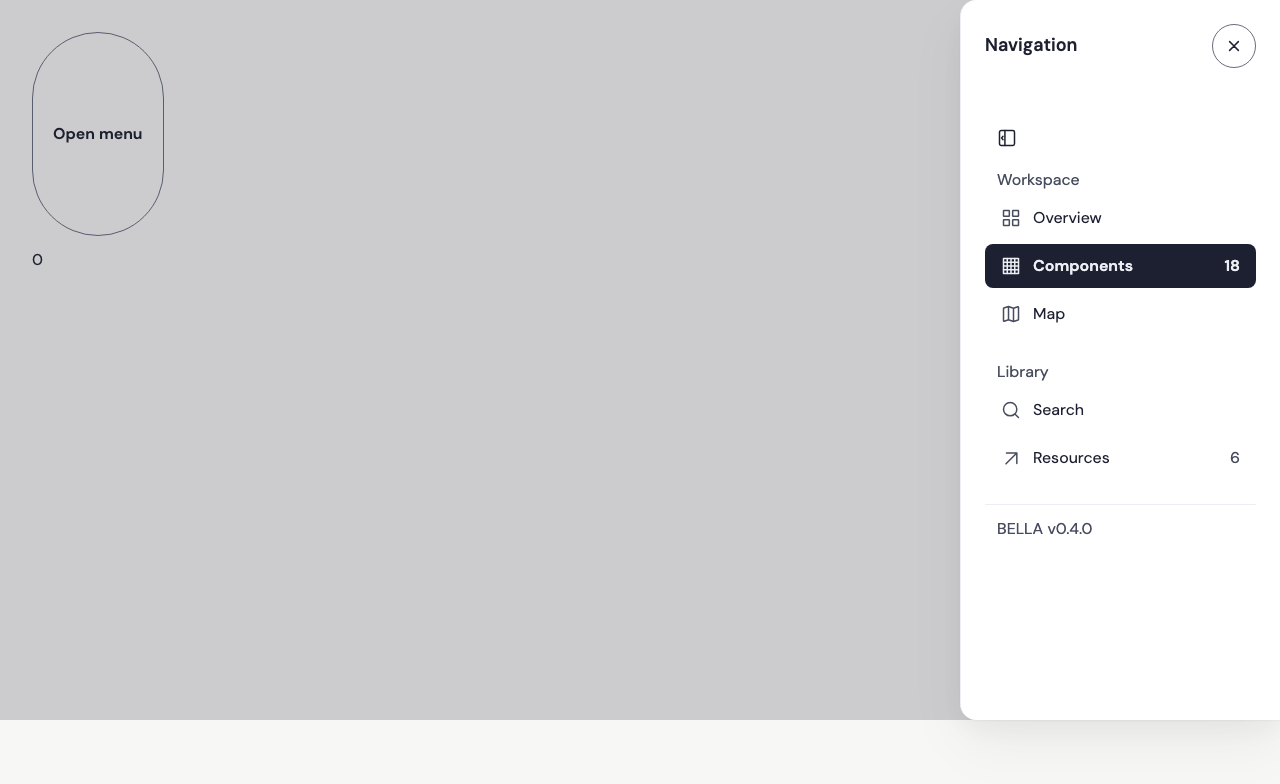 Navigation
Open menu
0
Workspace
Overview
Components 18
Map
Library
Search
Resources 6
BELLA v0.4.0